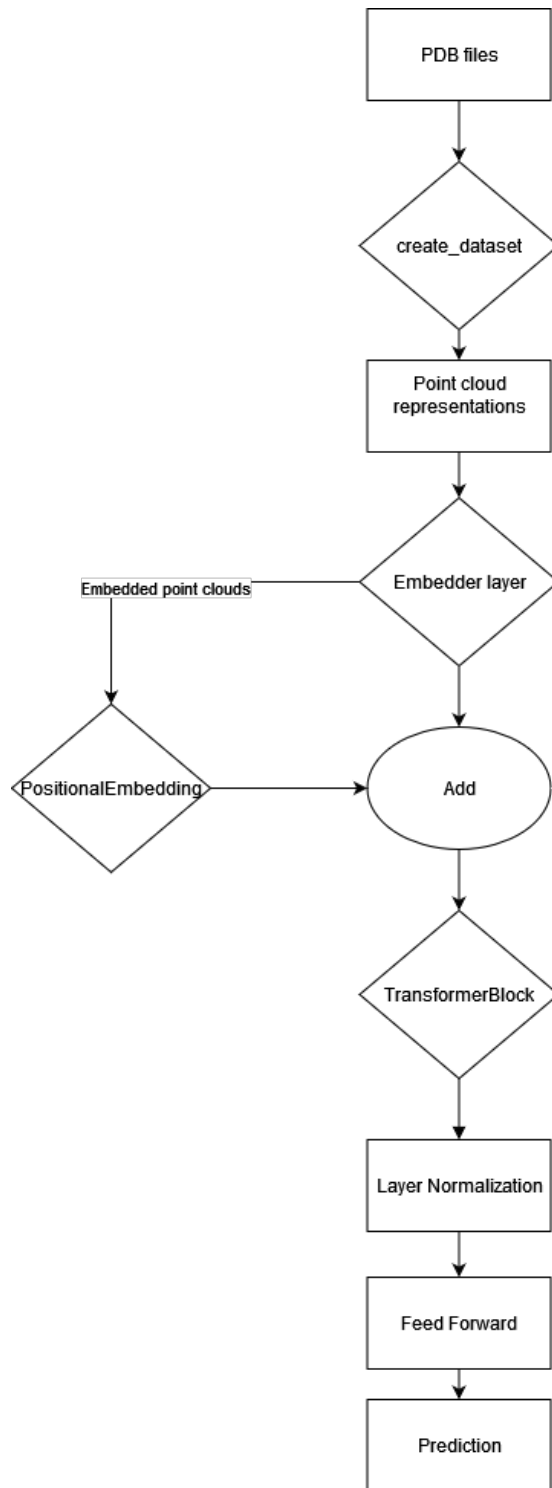 PDB files
create_dataset
Point cloud
representations
Embedder layer
Embedded point clouds
PositionalEmbedding
Add
TransformerBlock
Layer Normalization
Feed Forward
Prediction